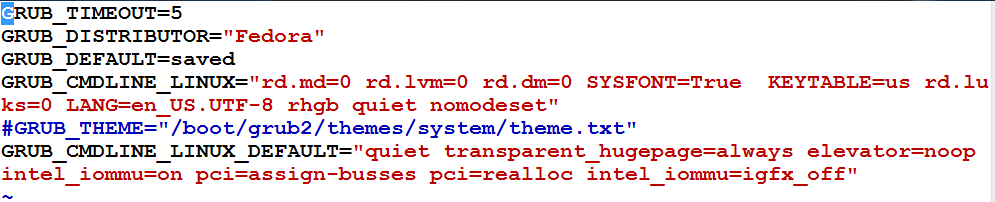 GRUB_TIMEOUT=5
GRUB_DISTRIBUTOR="Fedora"
GRUB_DEFAULT=saved
GRUB_CMDLINE_LINUX="rd.md=0 rd.lvm=0 rd.dm=0 SYSFONT=True  KEYTABLE=us rd.lu
ks=0 LANG=en_US.UTF-8 rhgb quiet nomodeset"
#GRUB_THEME="/boot/grub2/themes/system/theme.txt"
GRUB_CMDLINE_LINUX_DEFAULT="quiet transparent_hugepage=always elevator=noop
intel_iommu=on pci=assign-busses pci=realloc intel_iommu=igfx_off"
~